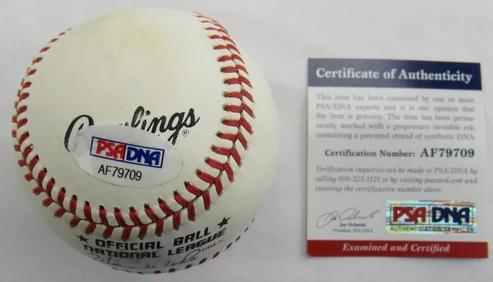 Rawlings
PSA/DNA
AF79709
OFFICIAL BALL
NATIONAL LEAGUE
Certificate of Authenticity
This item has been examined by one or more
PSA/DNA experts and it is our opinion that
the item is genuine. The item has been perma-
nently marked with a proprietary invisible ink,
containing a patented strand of synthetic DNA.
Certification Number: AF79709
Verification inquiries can be made to PSA/DNA by
calling 800-325-1121 or by visiting psacard.com and
entering the certification number above.
Joe Orlando
President, PSA/DNA
PSA/DNA
Examined and Certified